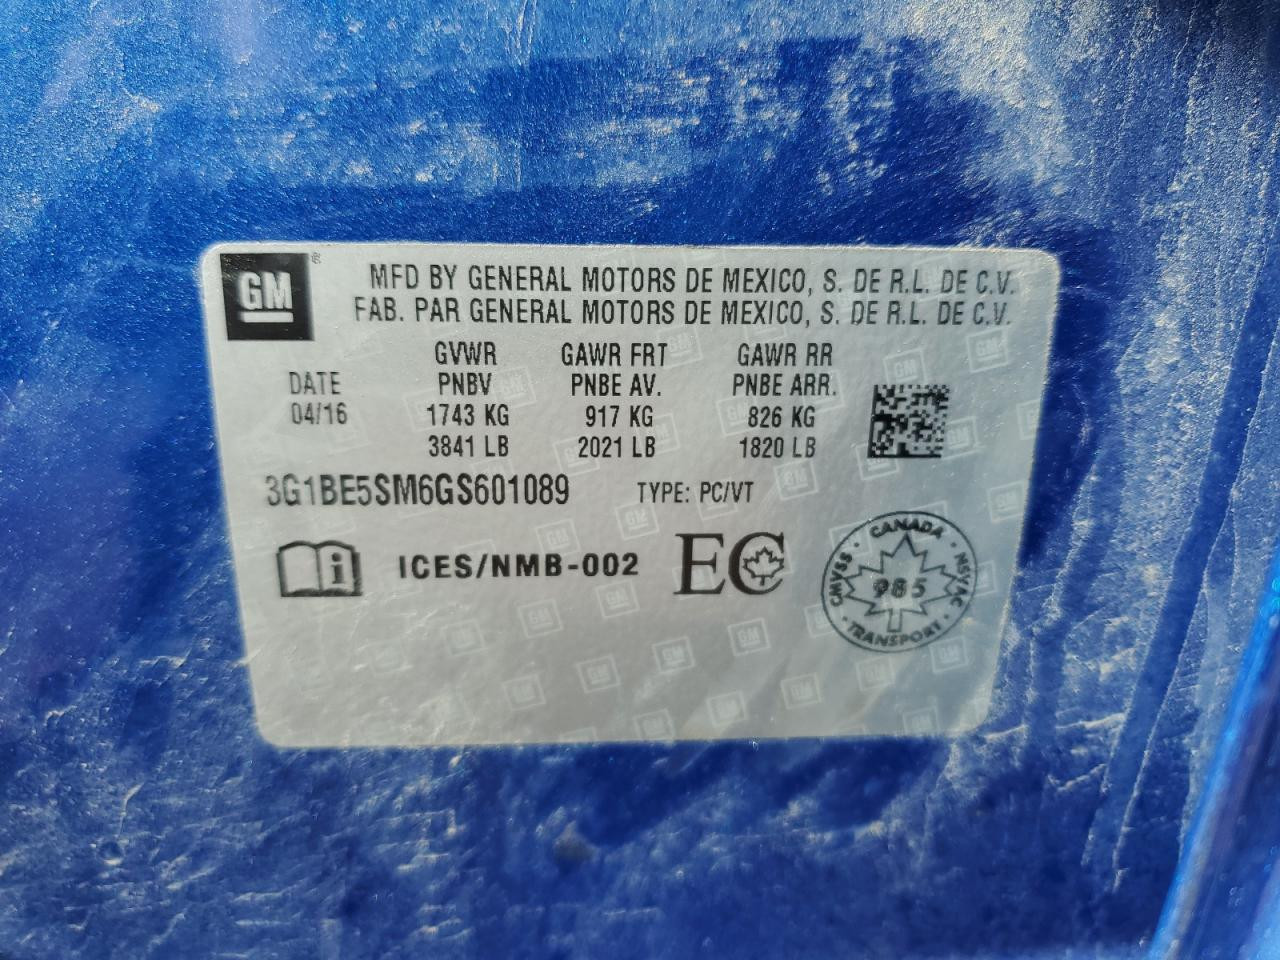 GM ®
MFD BY GENERAL MOTORS DE MEXICO, S. DE R.L. DE C.V.
FAB. PAR GENERAL MOTORS DE MEXICO, S. DE R.L. DE C.V.
GVWR GAWR FRT GAWR RR
DATE PNBV PNBE AV. PNBE ARR.
04/16 1743 KG 917 KG 826 KG
3841 LB 2021 LB 1820 LB
3G1BE5SM6GS601089 TYPE: PC/VT
i ICES/NMB-002 EC
CANADA
CMVSS 985 NSVAC
TRANSPORT